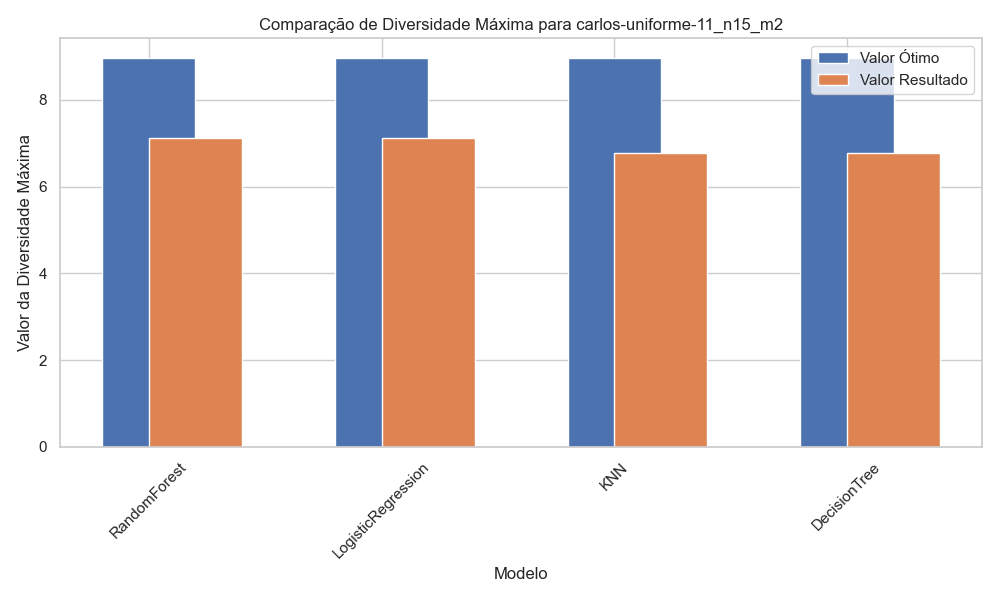 Comparação de Diversidade Máxima para carlos-uniforme-11_n15_m2
Valor Ótimo
Valor Resultado
Valor da Diversidade Máxima
8
6
4
2
0
RandomForest
LogisticRegression
KNN
DecisionTree
Modelo